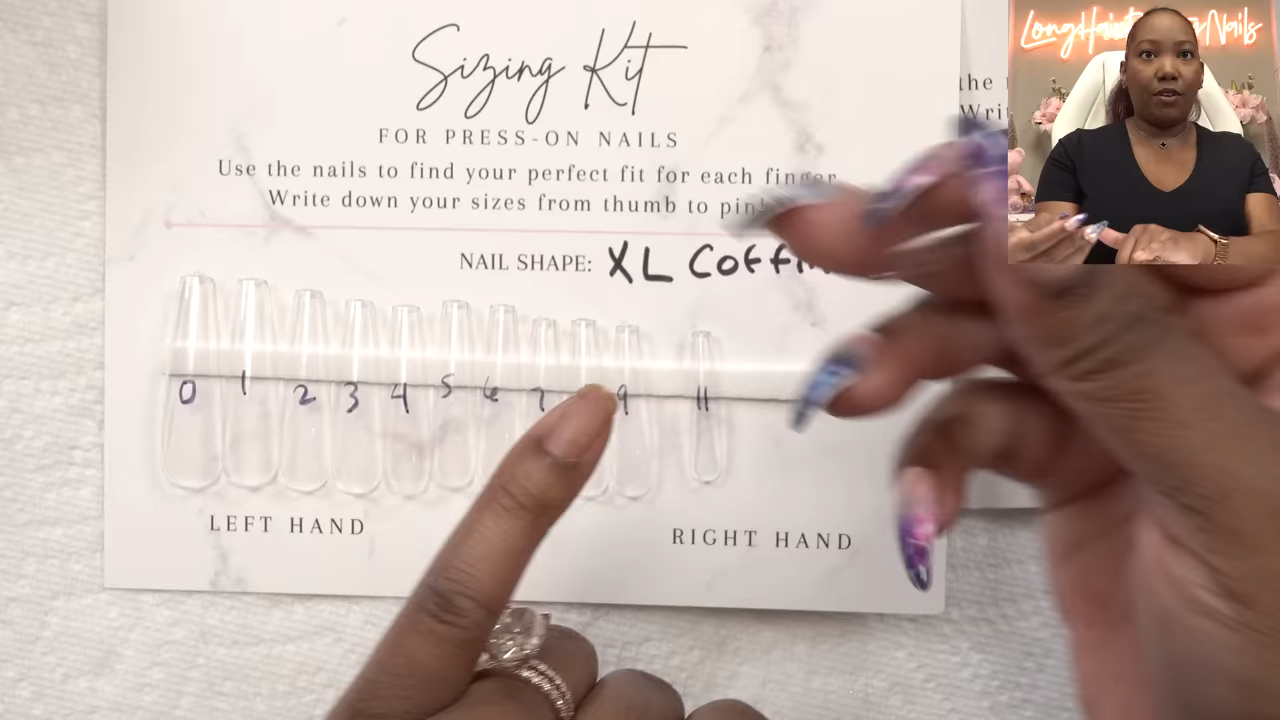 Sizing Kit
FOR PRESS-ON NAILS
Use the nails to find your perfect fit for each finger
Write down your sizes from thumb to
NAIL SHAPE: XL
0 1 2 3 4 5 6 7 9 11
LEFT HAND
RIGHT HAND
the
Nails